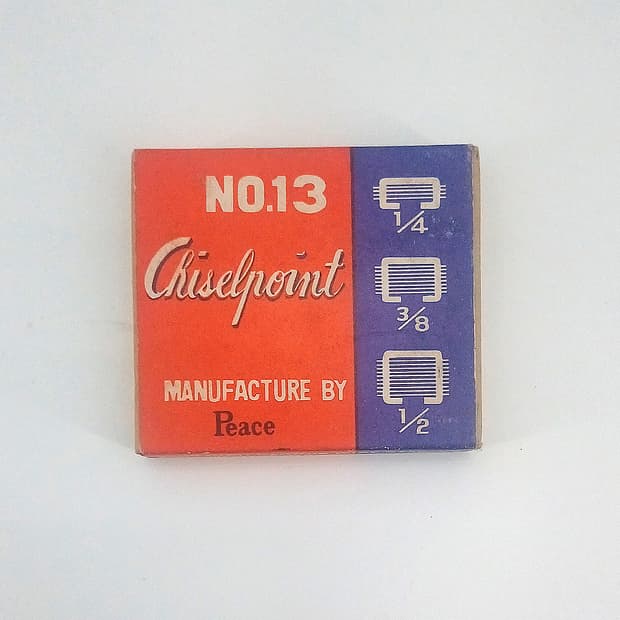 NO.13
Chiselpoint
MANUFACTURE BY
Peace
1/4
3/8
1/2